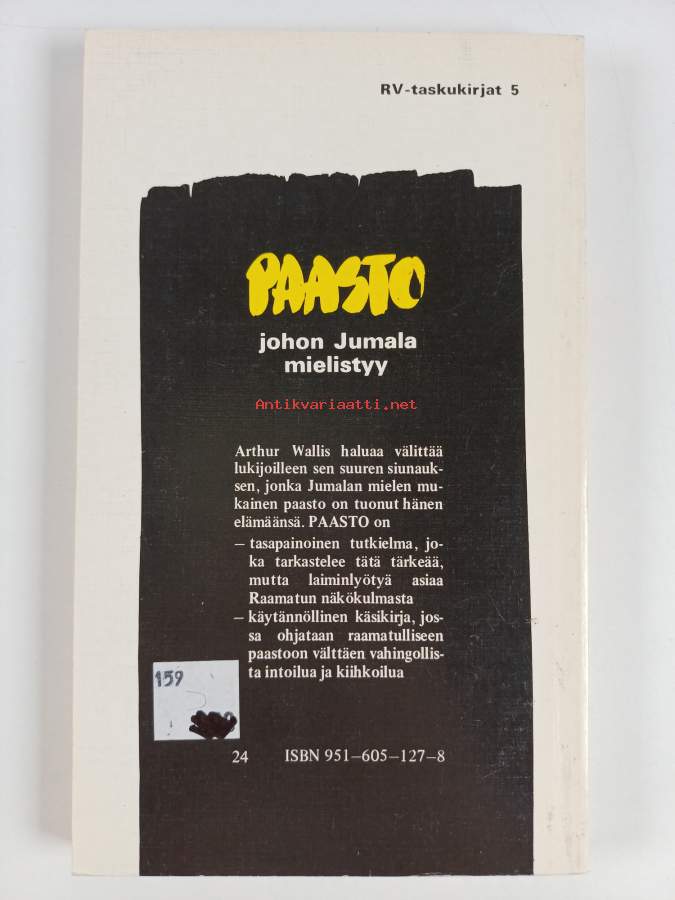 RV-taskukirjat 5
PAASTO
johon Jumala
mielistyy
Antikvariaatti.net
Arthur Wallis haluaa välittää
lukijoilleen sen suuren siunauk-
sen, jonka Jumalan mielen mu-
kainen paasto on tuonut hänen
elämäänsä. PAASTO on
– tasapainoinen tutkielma, jo-
ka tarkastelee tätä tärkeää,
mutta laiminlyötyä asiaa
Raamatun näkökulmasta
– käytännöllinen käsikirja, jos-
sa ohjataan raamatulliseen
paastoon välttäen vahingollis-
ta intoilua ja kiihkoilua
159
24 ISBN 951–605–127–8